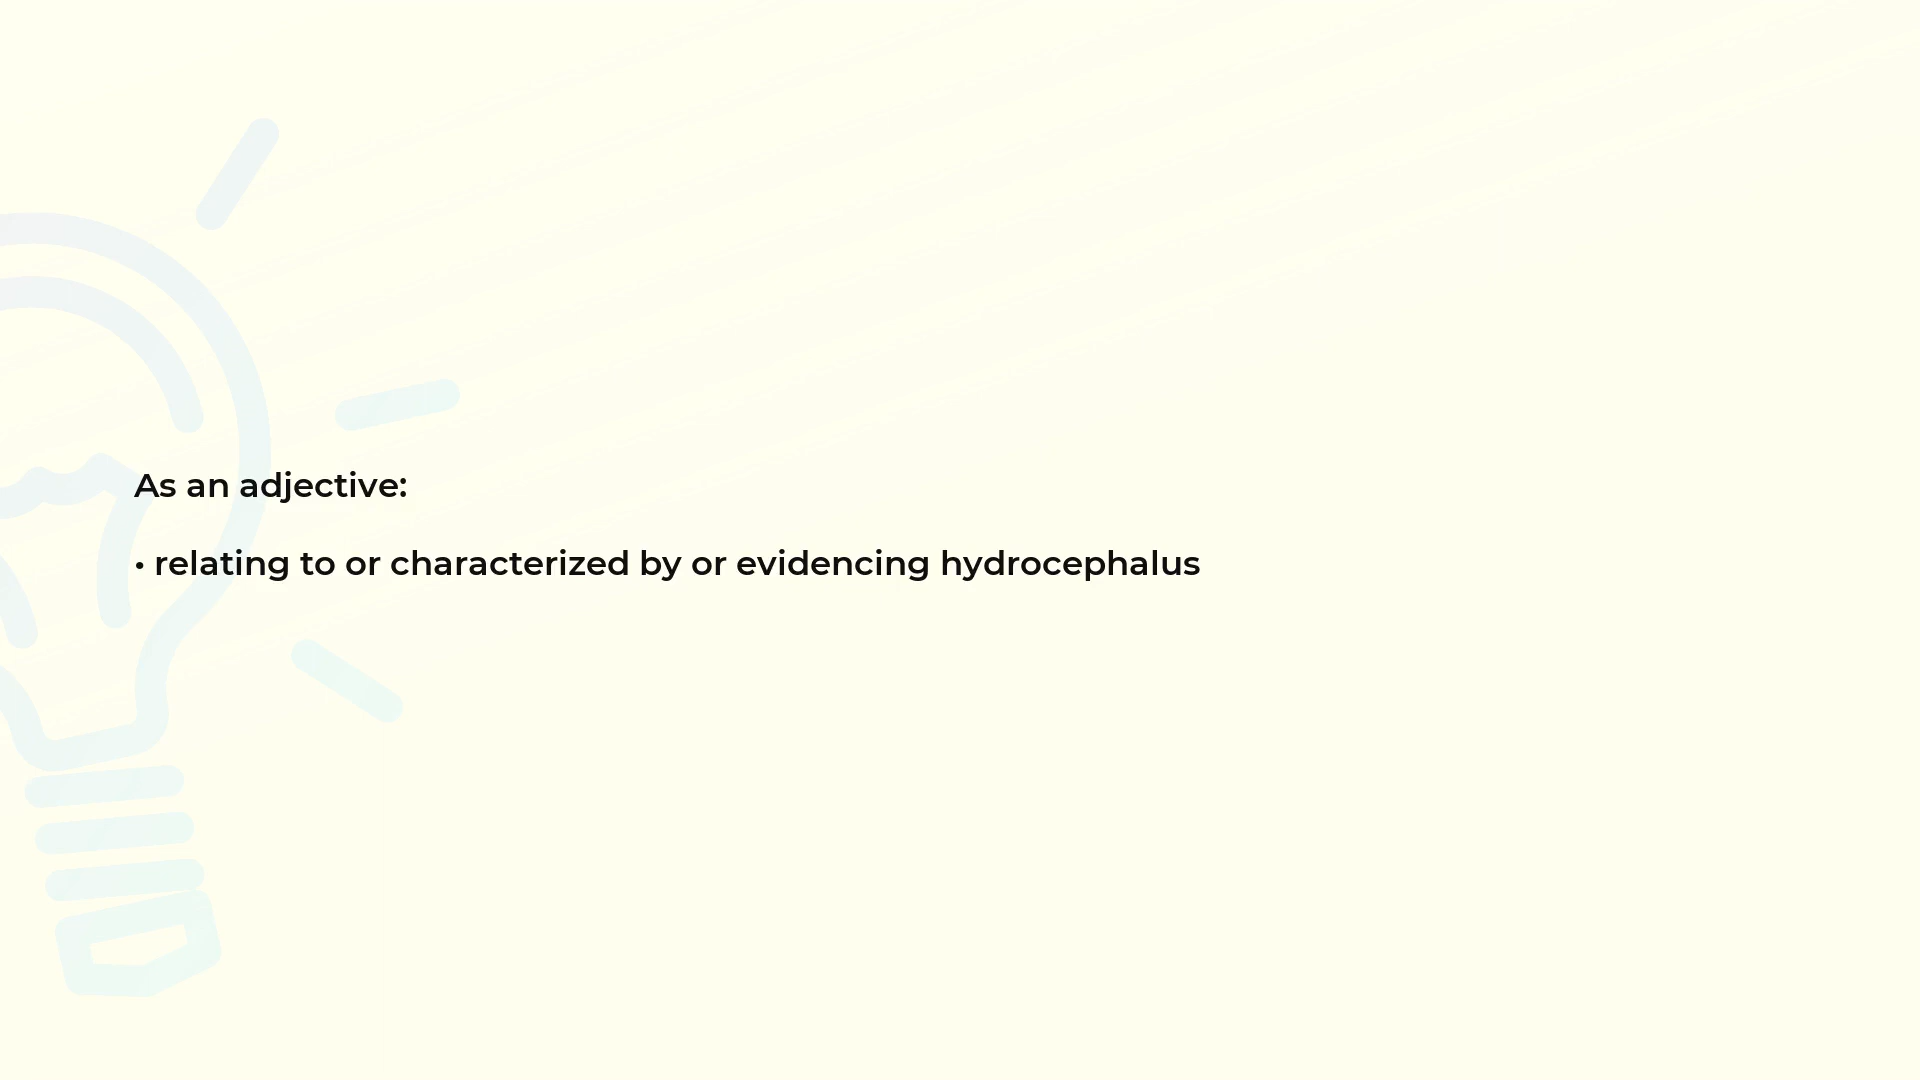 As an adjective:
• relating to or characterized by or evidencing hydrocephalus